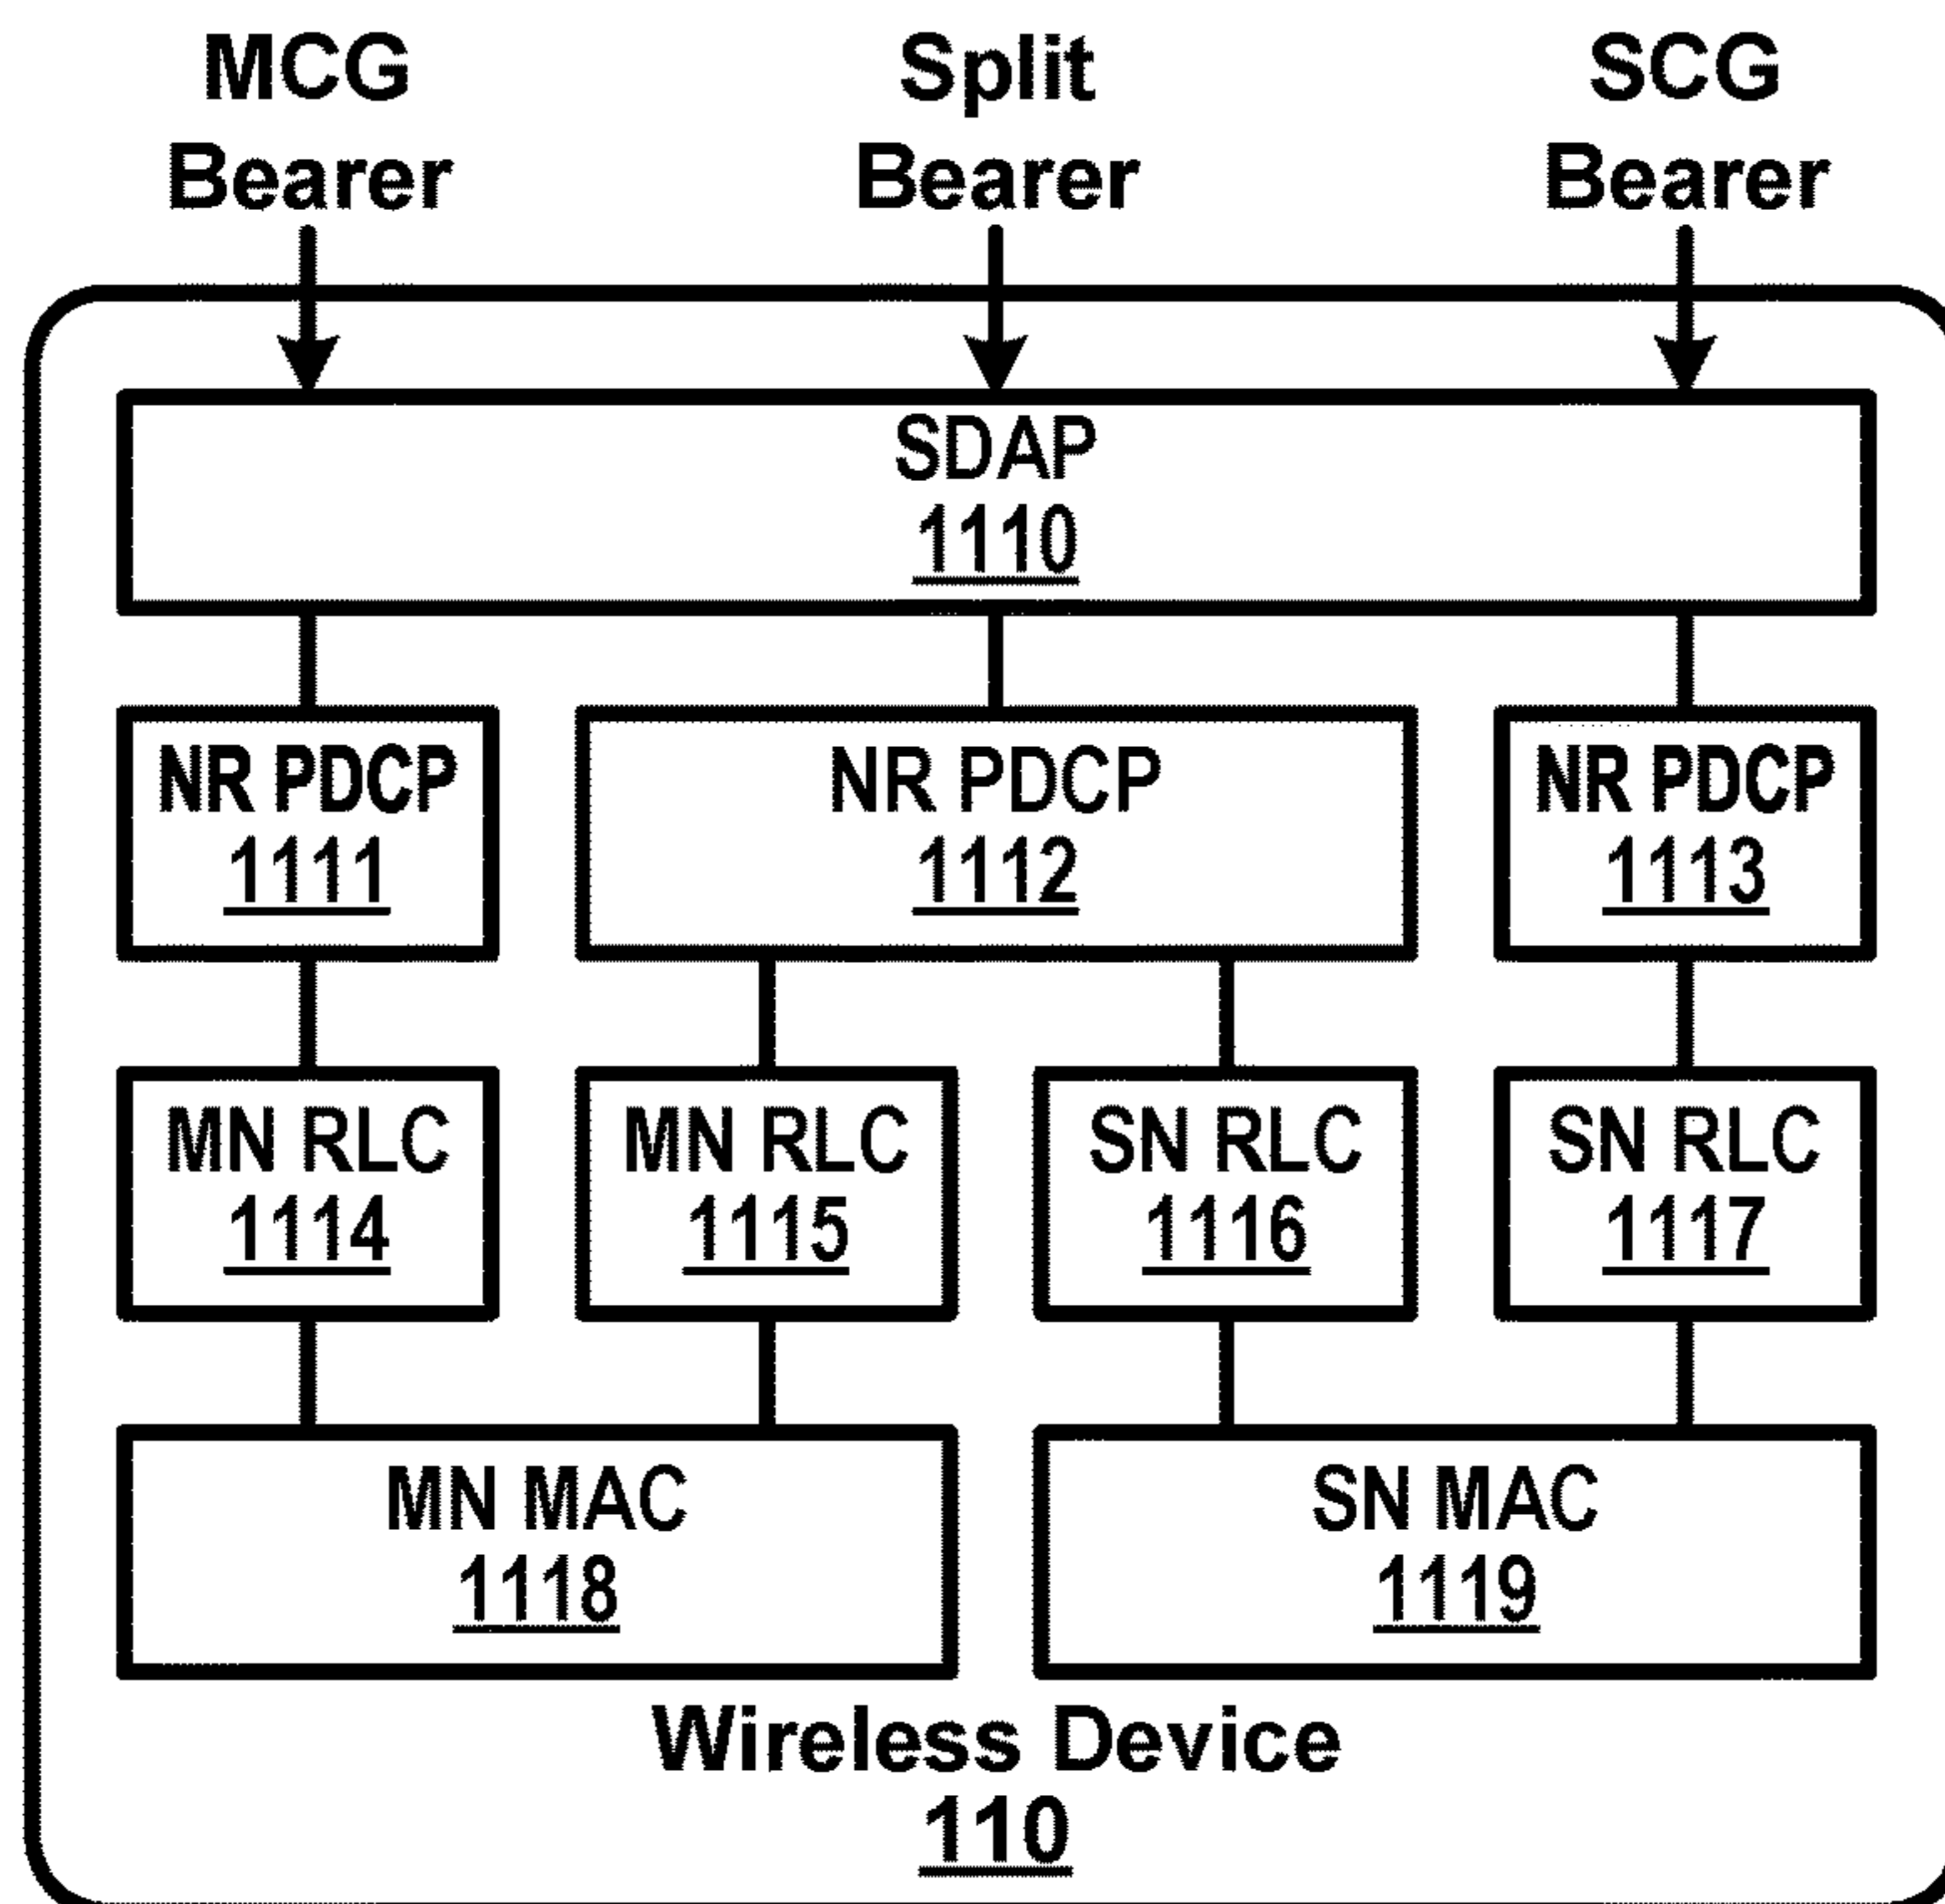 MCG
Bearer
Split
Bearer
SCG
Bearer
SDAP
1110
NR PDCP
1111
NR PDCP
1112
NR PDCP
1113
MN RLC
1114
MN RLC
1115
SN RLC
1116
SN RLC
1117
MN MAC
1118
SN MAC
1119
Wireless Device
110